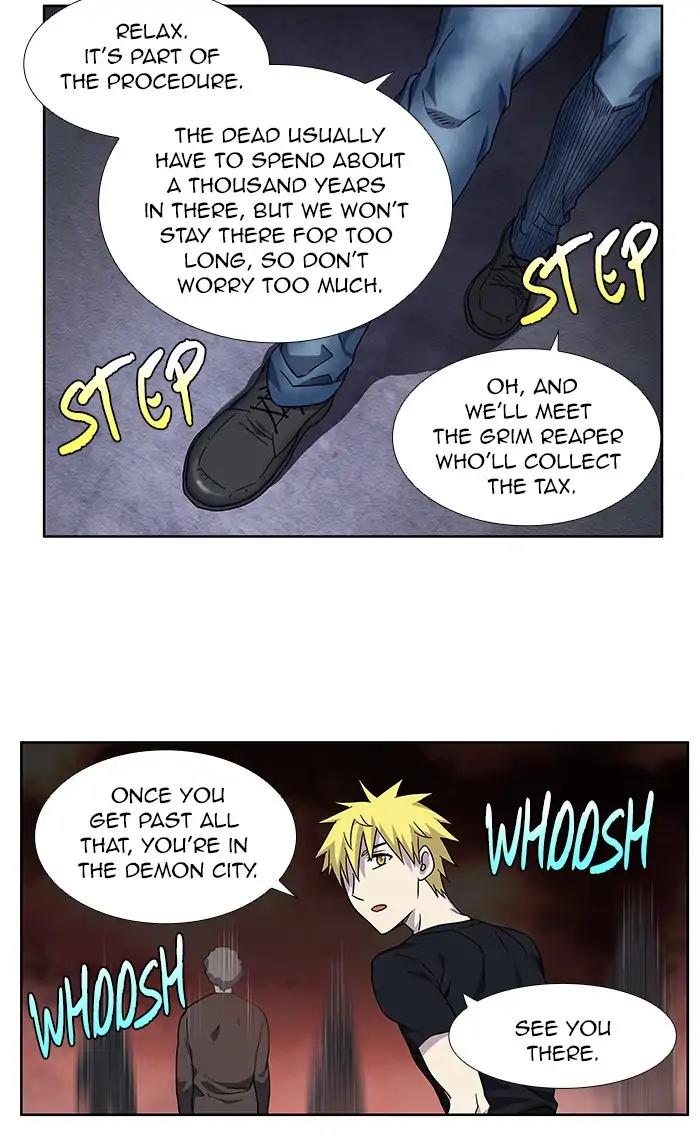 RELAX.
IT'S PART OF
THE PROCEDURE.
THE DEAD USUALLY
HAVE TO SPEND ABOUT
A THOUSAND YEARS
IN THERE, BUT WE WON'T
STAY THERE FOR TOO
LONG, SO DON'T
WORRY TOO MUCH.
STEP
STEP
OH, AND
WE'LL MEET
THE GRIM REAPER
WHO'LL COLLECT
THE TAX.
ONCE YOU
GET PAST ALL
THAT, YOU'RE IN
THE DEMON CITY.
WHOOSH
WHOOSH
SEE YOU
THERE.